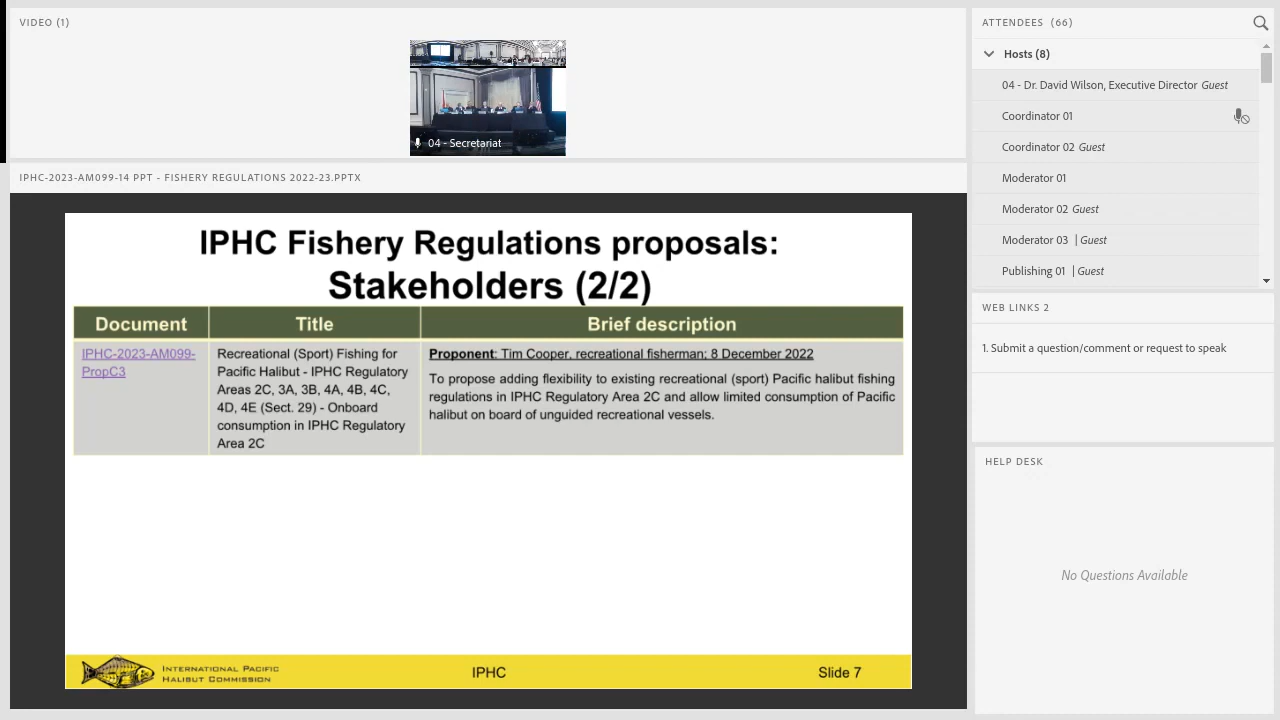 VIDEO (1)
04 - Secretariat
IPHC-2023-AM099-14 PPT - FISHERY REGULATIONS 2022-23.PPTX
IPHC Fishery Regulations proposals:
Stakeholders (2/2)
Document Title Brief description
IPHC-2023-AM099-
PropC3
Recreational (Sport) Fishing for
Pacific Halibut - IPHC Regulatory
Areas 2C, 3A, 3B, 4A, 4B, 4C,
4D, 4E (Sect. 29) - Onboard
consumption in IPHC Regulatory
Area 2C
Proponent: Tim Cooper, recreational fisherman; 8 December 2022
To propose adding flexibility to existing recreational (sport) Pacific halibut fishing
regulations in IPHC Regulatory Area 2C and allow limited consumption of Pacific
halibut on board of unguided recreational vessels.
INTERNATIONAL PACIFIC
HALIBUT COMMISSION
IPHC
Slide 7
ATTENDEES (66)
Hosts (8)
04 - Dr. David Wilson, Executive Director Guest
Coordinator 01
Coordinator 02 Guest
Moderator 01
Moderator 02 Guest
Moderator 03 | Guest
Publishing 01 | Guest
WEB LINKS 2
1. Submit a question/comment or request to speak
HELP DESK
No Questions Available